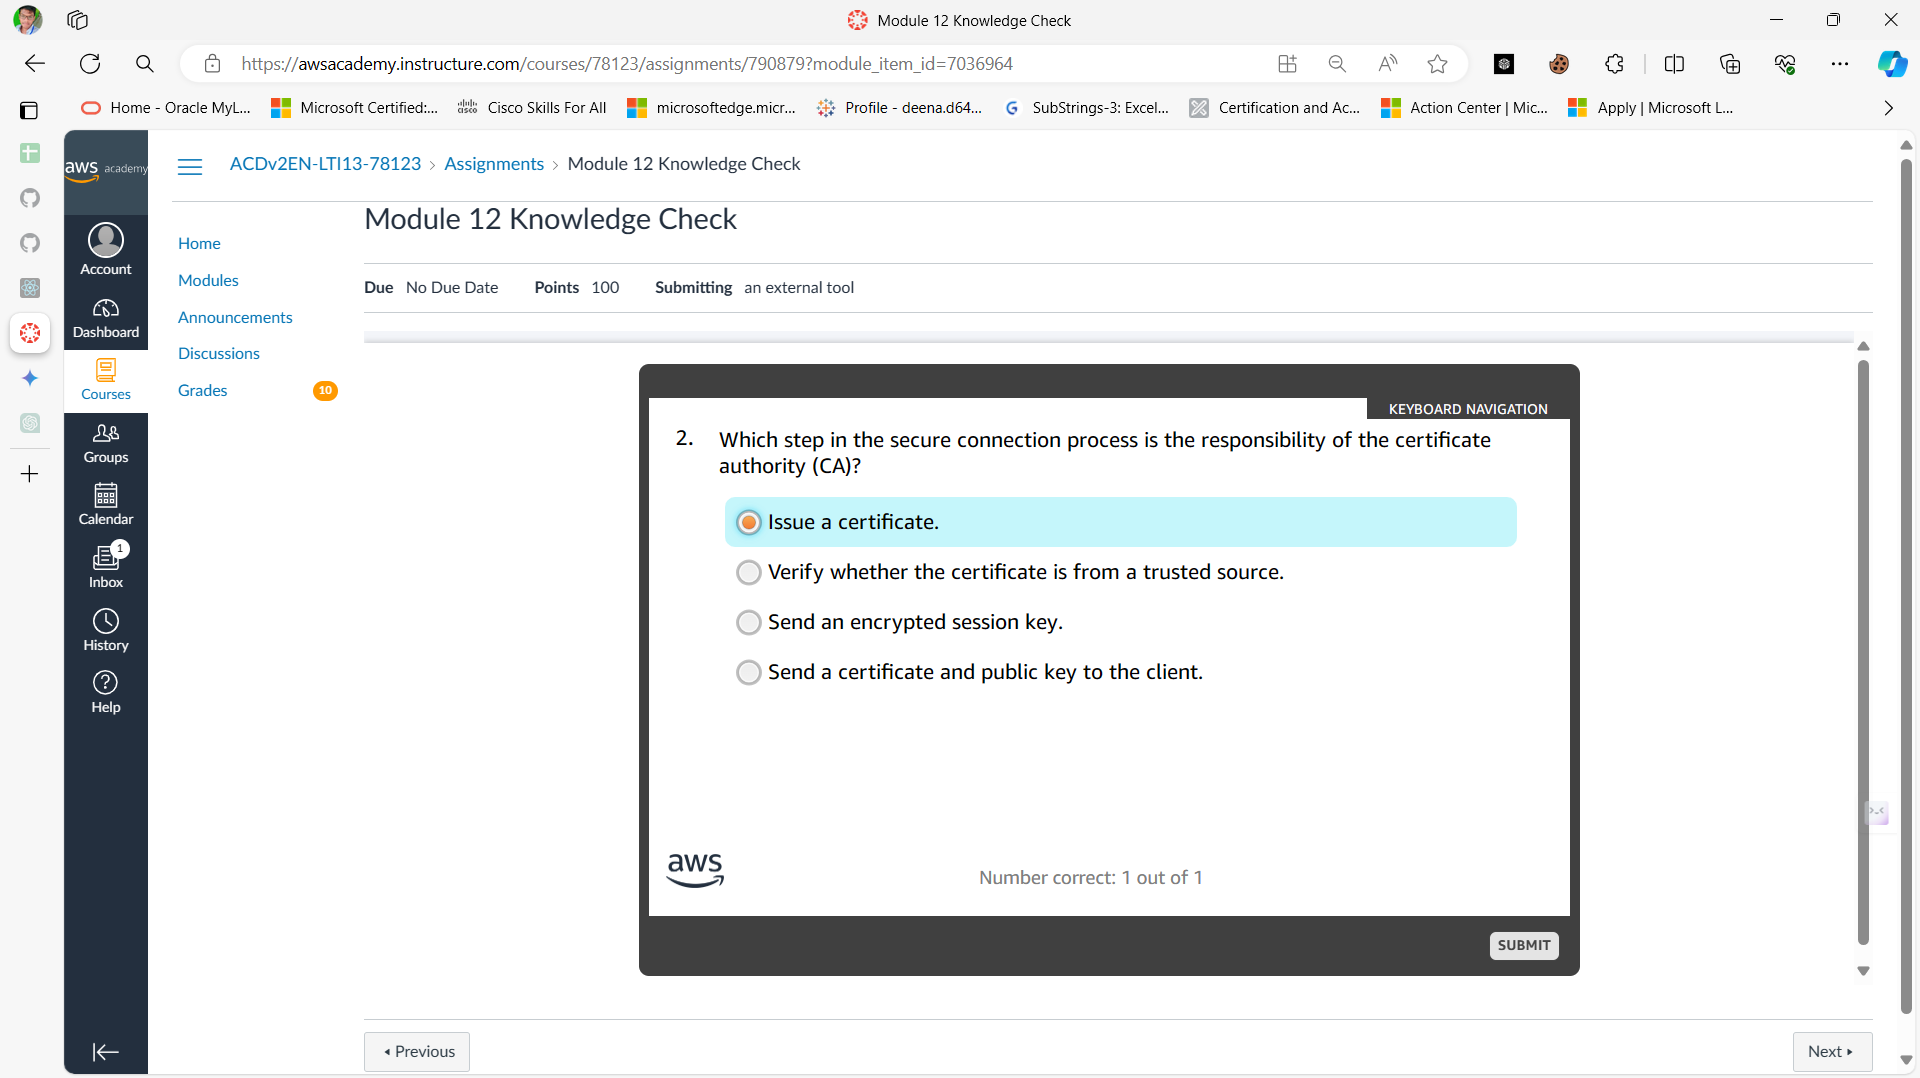 Module 12 Knowledge Check
https://awsacademy.instructure.com/courses/78123/assignments/790879?module_item_id=7036964
Home - Oracle MyL...
Microsoft Certified:...
Cisco Skills For All
microsoftedge.micr...
Profile - deena.d64...
SubStrings-3: Excel...
Certification and Ac...
Action Center | Mic...
Apply | Microsoft L...
aws academy
ACDv2EN-LTI13-78123 › Assignments › Module 12 Knowledge Check
Account
Dashboard
Courses
Groups
Calendar
1
Inbox
History
Help
Home
Modules
Announcements
Discussions
Grades 10
Module 12 Knowledge Check
Due No Due Date Points 100 Submitting an external tool
KEYBOARD NAVIGATION
2. Which step in the secure connection process is the responsibility of the certificate
authority (CA)?
Issue a certificate.
Verify whether the certificate is from a trusted source.
Send an encrypted session key.
Send a certificate and public key to the client.
aws
Number correct: 1 out of 1
SUBMIT
Previous
Next